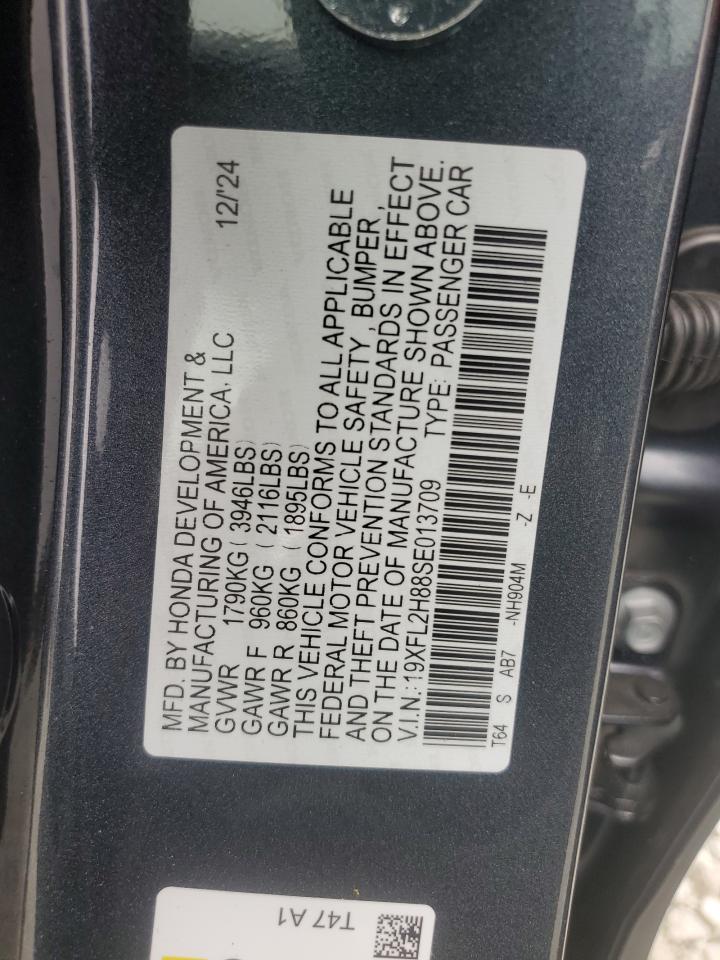 MFD. BY HONDA DEVELOPMENT &
MANUFACTURING OF AMERICA, LLC 12/'24
GVWR 1790KG ( 3946LBS)
GAWR F 960KG ( 2116LBS)
GAWR R 860KG ( 1895LBS)
THIS VEHICLE CONFORMS TO ALL APPLICABLE
FEDERAL MOTOR VEHICLE SAFETY , BUMPER ,
AND THEFT PREVENTION STANDARDS IN EFFECT
ON THE DATE OF MANUFACTURE SHOWN ABOVE.
V.I.N.:19XFL2H88SE013709 TYPE: PASSENGER CAR
T64 S AB7 -NH904M -Z -E
T47 A1